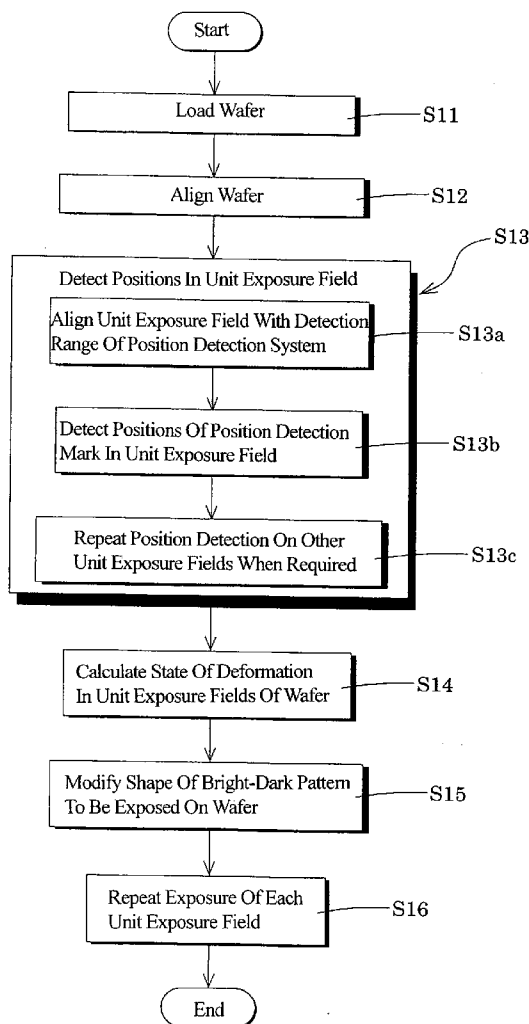 Start
Load Wafer
S11
Align Wafer
S12
S13
Detect Positions In Unit Exposure Field
Align Unit Exposure Field With Detection
Range Of Position Detection System
S13a
Detect Positions Of Position Detection
Mark In Unit Exposure Field
S13b
Repeat Position Detection On Other
Unit Exposure Fields When Required
S13c
Calculate State Of Deformation
In Unit Exposure Fields Of Wafer
S14
Modify Shape Of Bright-Dark Pattern
To Be Exposed On Wafer
S15
Repeat Exposure Of Each
Unit Exposure Field
S16
End